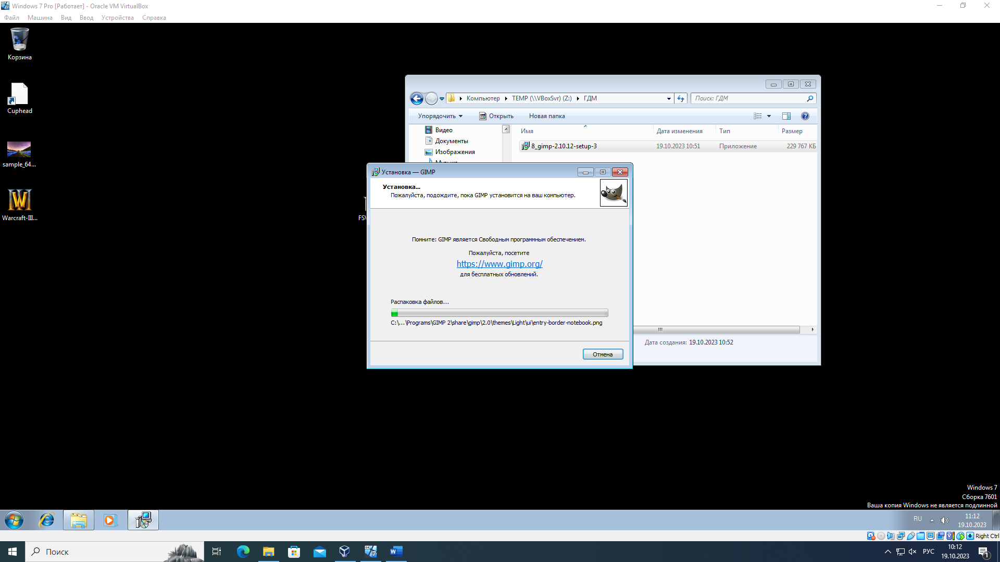 Windows 7 Pro [Работает] - Oracle VM VirtualBox
Файл Машина Вид Ввод Устройства Справка
Корзина
Cuphead
sample_64...
Warcraft-III...
Компьютер TEMP (\\VBoxSvr) (Z:) ГДМ
Поиск: ГДМ
Упорядочить Открыть Новая папка
Видео
Документы
Изображения
Имя Дата изменения Тип Размер
8_gimp-2.10.12-setup-3 19.10.2023 10:51 Приложение 229 767 КБ
Дата создания: 19.10.2023 10:52
FS
Установка — GIMP
Установка...
Пожалуйста, подождите, пока GIMP установится на ваш компьютер.
Помните: GIMP является Свободным программным обеспечением.
Пожалуйста, посетите
https://www.gimp.org/
для бесплатных обновлений.
Распаковка файлов...
C:\...\Programs\GIMP 2\share\gimp\2.0\themes\Light\ui\entry-border-notebook.png
Отмена
Windows 7
Сборка 7601
Ваша копия Windows не является подлинной
RU
11:12
19.10.2023
Right Ctrl
Поиск
РУС
10:12
19.10.2023
1